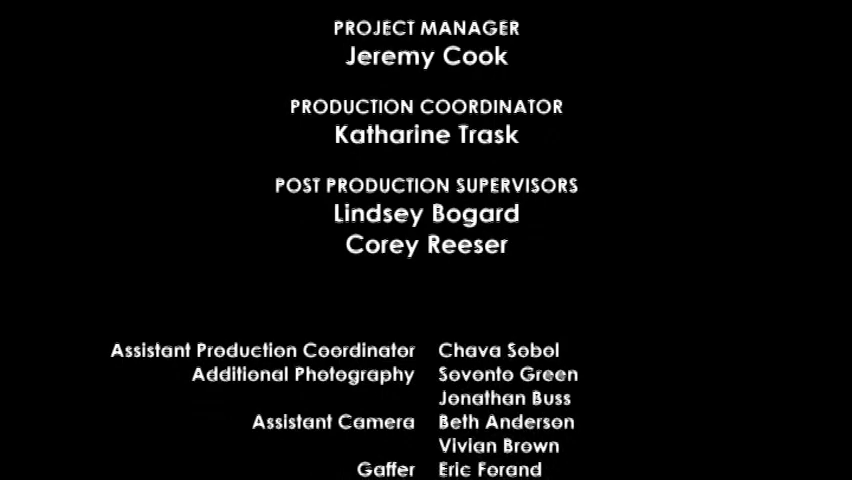 PROJECT MANAGER
Jeremy Cook
PRODUCTION COORDINATOR
Katharine Trask
POST PRODUCTION SUPERVISORS
Lindsey Bogard
Corey Reeser
Assistant Production Coordinator Chava Sobol
Additional Photography Sovonto Green
Jonathan Buss
Assistant Camera Beth Anderson
Vivian Brown
Gaffer Eric Forand